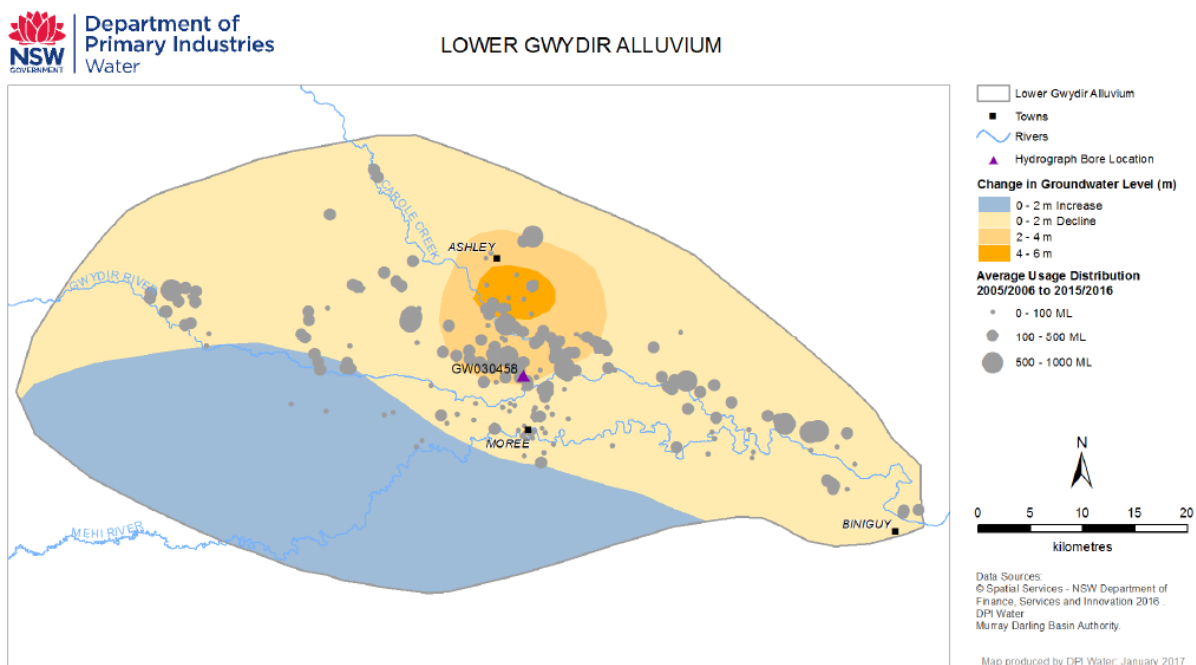 NSW
GOVERNMENT
Department of
Primary Industries
Water
LOWER GWYDIR ALLUVIUM
CAROLE CREEK
ASHLEY
GWYDIR RIVER
GW030458
MOREE
MEHI RIVER
BINIGUY
Lower Gwydir Alluvium
Towns
Rivers
Hydrograph Bore Location
Change in Groundwater Level (m)
0 - 2 m Increase
0 - 2 m Decline
2 - 4 m
4 - 6 m
Average Usage Distribution
2005/2006 to 2015/2016
0 - 100 ML
100 - 500 ML
500 - 1000 ML
N
0 5 10 15 20
kilometres
Data Sources:
© Spatial Services - NSW Department of
Finance, Services and Innovation 2016 .
DPI Water
Murray Darling Basin Authority.
Map produced by DPI Water: January 2017